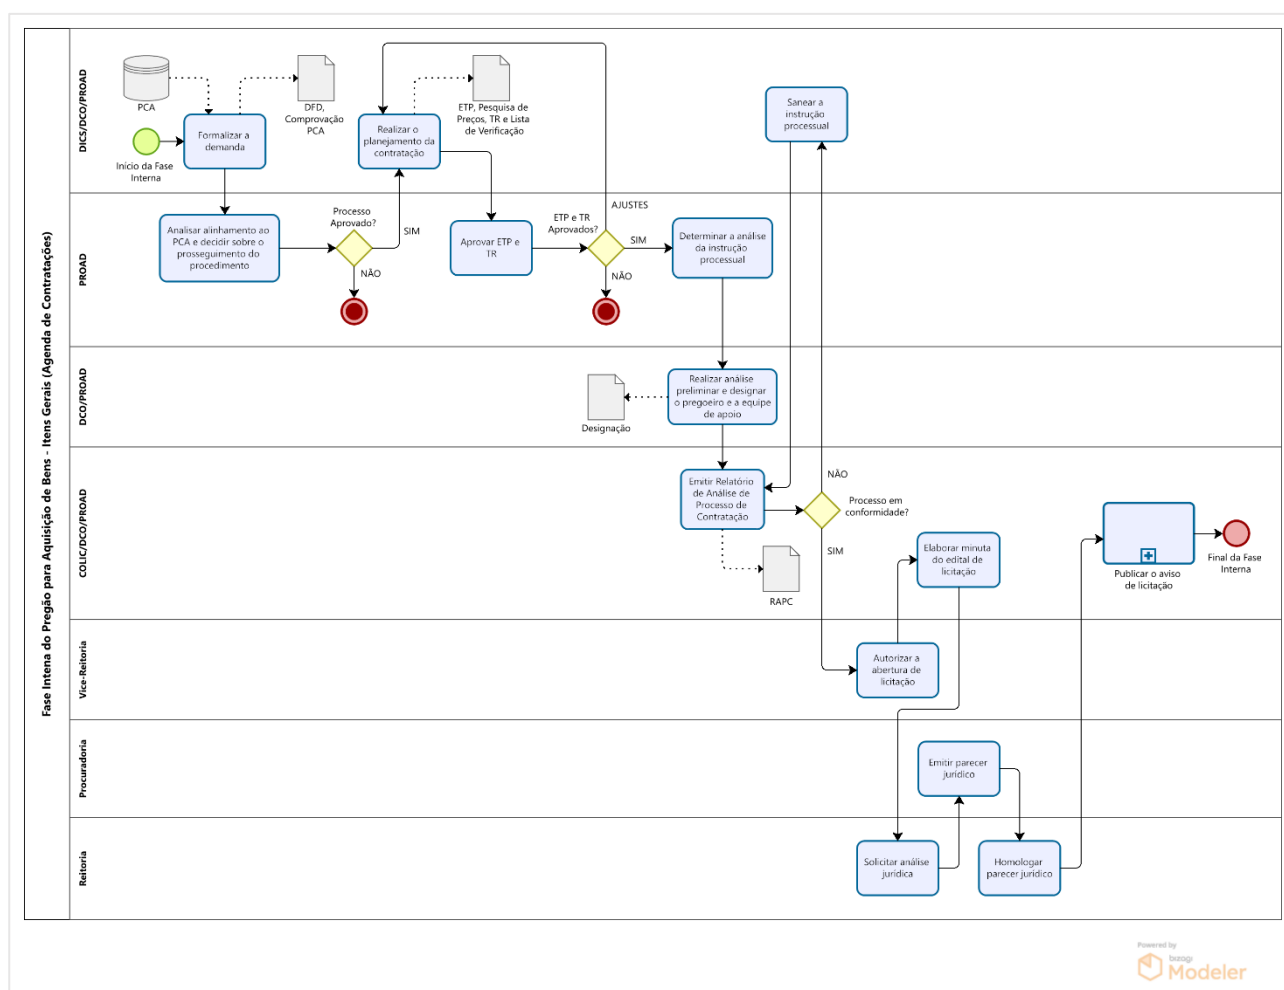 Fase Intena do Pregão para Aquisição de Bens - Itens Gerais (Agenda de Contratações)
DICS/DCO/PROAD
PCA
Início da Fase
Interna
Formalizar a
demanda
DFD,
Comprovação
PCA
Realizar o
planejamento da
contratação
ETP, Pesquisa de
Preços, TR e Lista
de Verificação
Sanear a
instrução
processual
PROAD
Analisar alinhamento ao
PCA e decidir sobre o
prosseguimento do
procedimento
Processo
Aprovado?
SIM
NÃO
Aprovar ETP e
TR
ETP e TR
Aprovados?
AJUSTES
SIM
NÃO
Determinar a análise
da instrução
processual
DCO/PROAD
Designação
Realizar análise
preliminar e designar
o pregoeiro e a equipe
de apoio
COLIC/DCO/PROAD
Emitir Relatório
de Análise de
Processo de
Contratação
RAPC
NÃO
Processo em
conformidade?
SIM
Elaborar minuta
do edital de
licitação
Publicar o aviso
de licitação
Final da Fase
Interna
Vice-Reitoria
Autorizar a
abertura de
licitação
Procuradoria
Emitir parecer
jurídico
Reitoria
Solicitar análise
jurídica
Homologar
parecer jurídico
Powered by
bizagi
Modeler